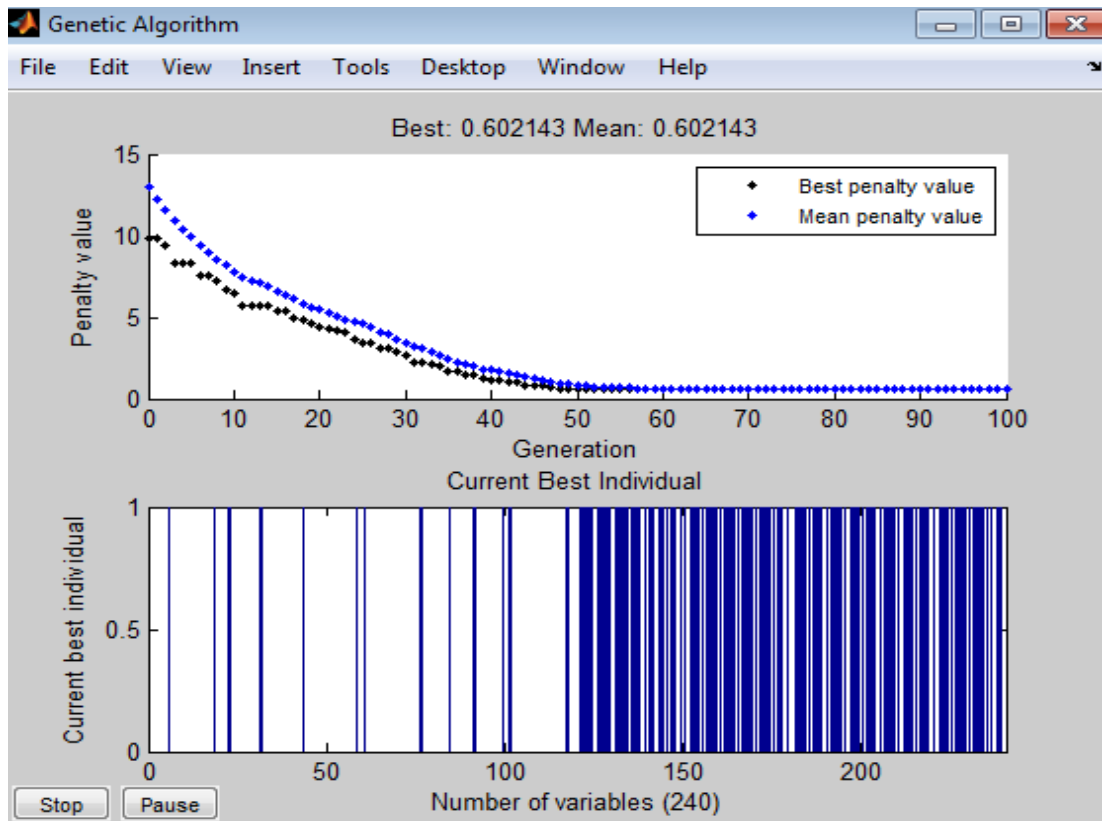 Genetic Algorithm
File Edit View Insert Tools Desktop Window Help
Best: 0.602143 Mean: 0.602143
15
10
5
0
Penalty value
Best penalty value
Mean penalty value
0 10 20 30 40 50 60 70 80 90 100
Generation
Current Best Individual
1
0.5
0
Current best individual
0 50 100 150 200
Number of variables (240)
Stop Pause